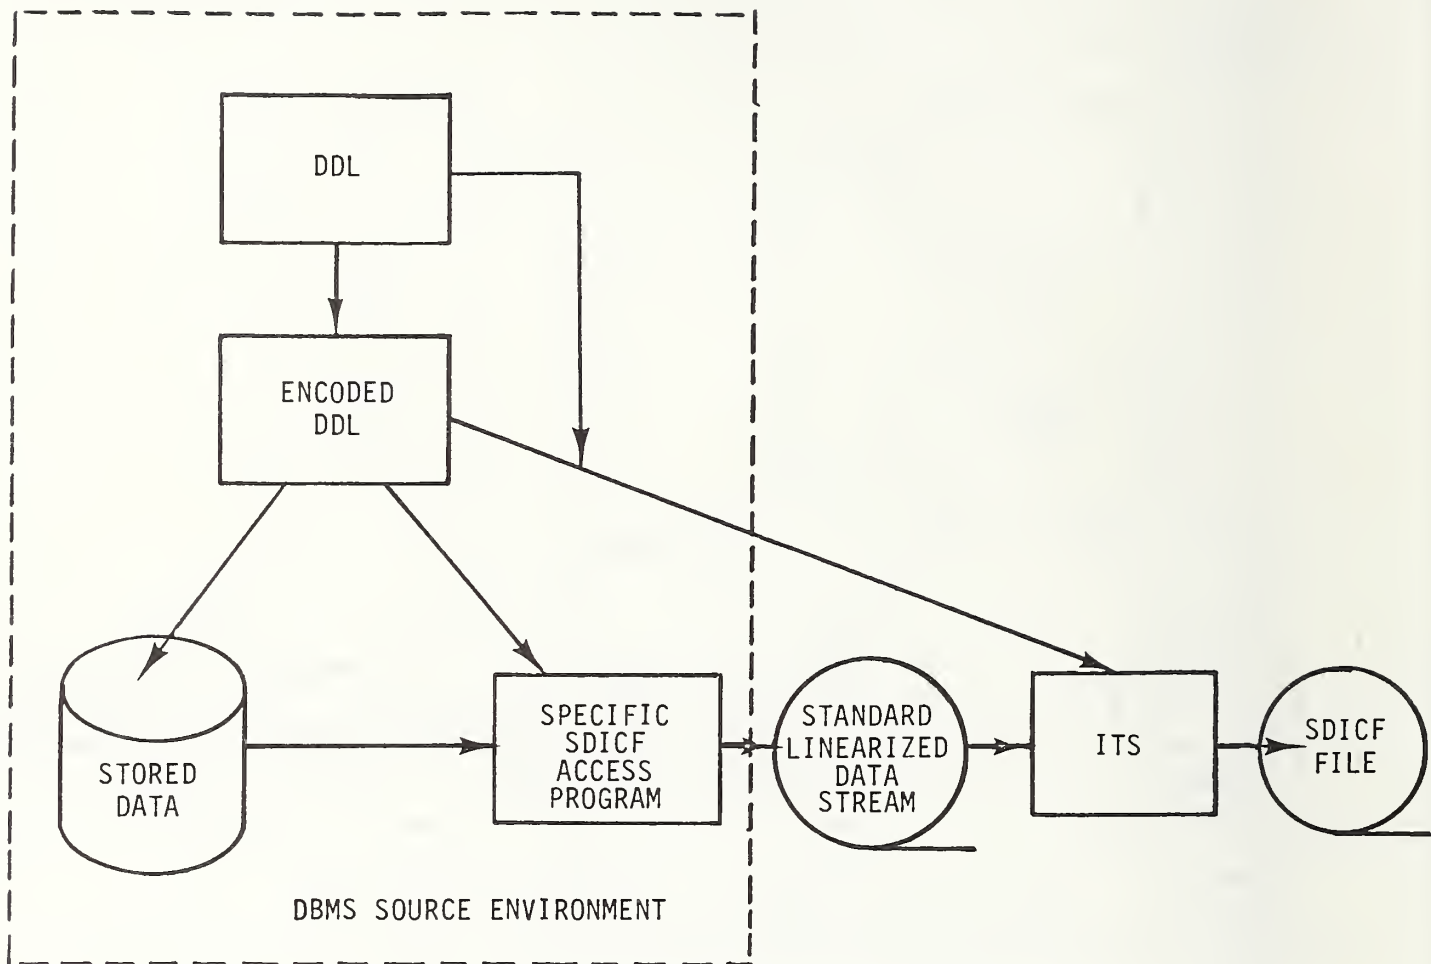 DDL
ENCODED
DDL
STORED
DATA
SPECIFIC
SDICF
ACCESS
PROGRAM
STANDARD
LINEARIZED
DATA
STREAM
ITS
SDICF
FILE
DBMS SOURCE ENVIRONMENT